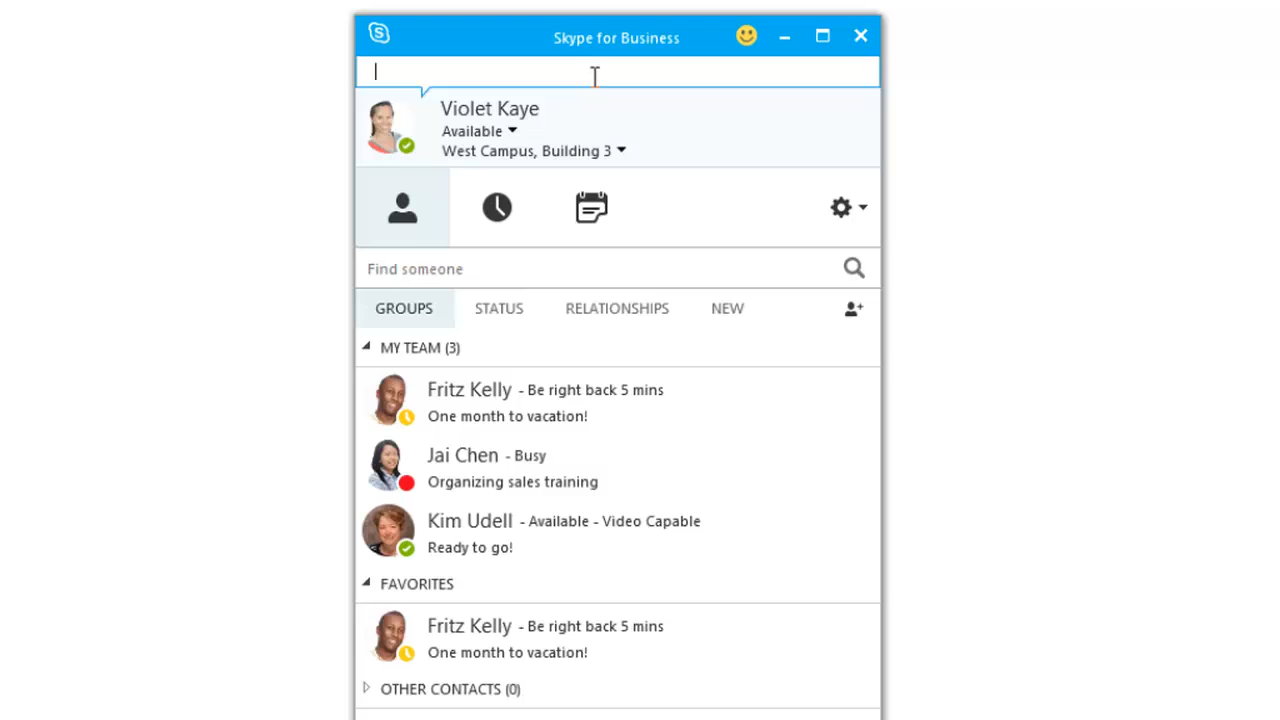 Skype for Business
Violet Kaye
Available
West Campus, Building 3
Find someone
GROUPS STATUS RELATIONSHIPS NEW
MY TEAM (3)
Fritz Kelly - Be right back 5 mins
One month to vacation!
Jai Chen - Busy
Organizing sales training
Kim Udell - Available - Video Capable
Ready to go!
FAVORITES
Fritz Kelly - Be right back 5 mins
One month to vacation!
OTHER CONTACTS (0)